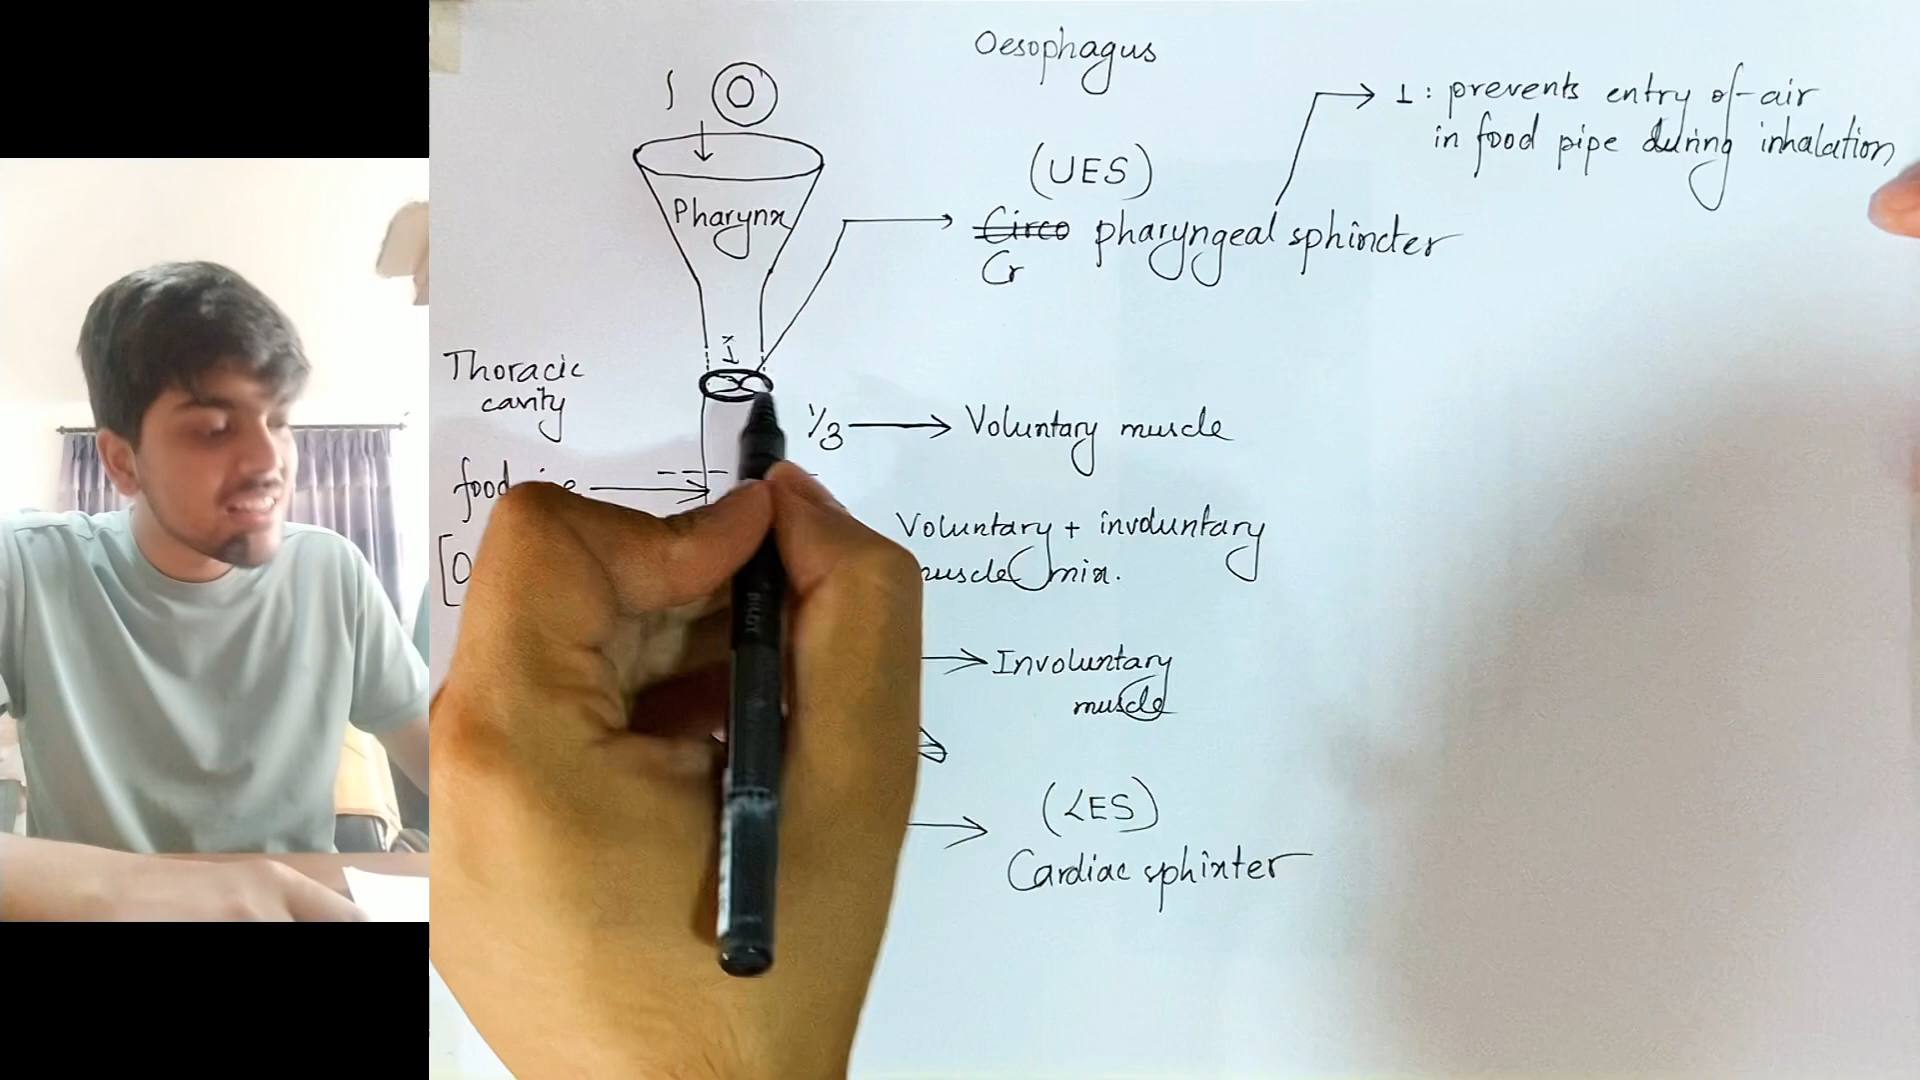 Oesophagus
1: prevents entry of air
in food pipe during inhalation
(UES)
Circo pharyngeal sphincter
Cr
Pharynx
Thoracic
cavity
1/3
Voluntary muscle
food
Voluntary + involuntary
muscle mix.
Involuntary
muscle
(LES)
Cardiac sphinter
PILOT